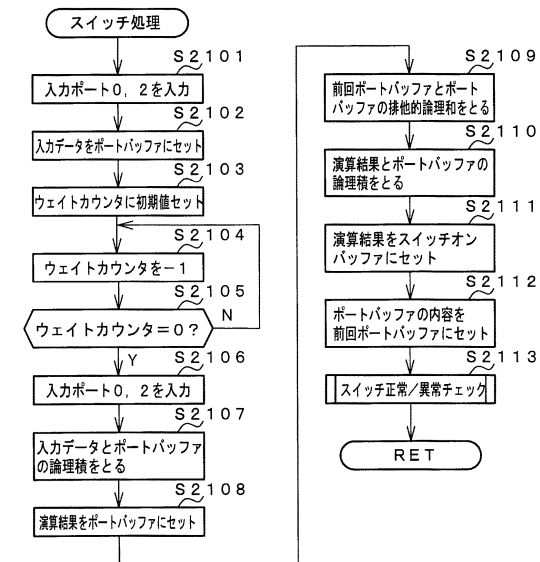 スイッチ処理
S2101
入力ポート0，2を入力
S2102
入力データをポートバッファにセット
S2103
ウェイトカウンタに初期値セット
S2104
ウェイトカウンタを－1
S2105
ウェイトカウンタ＝0？
N
Y
S2106
入力ポート0，2を入力
S2107
入力データとポートバッファ
の論理積をとる
S2108
演算結果をポートバッファにセット
S2109
前回ポートバッファとポート
バッファの排他的論理和をとる
S2110
演算結果とポートバッファの
論理積をとる
S2111
演算結果をスイッチオン
バッファにセット
S2112
ポートバッファの内容を
前回ポートバッファにセット
S2113
スイッチ正常／異常チェック
RET